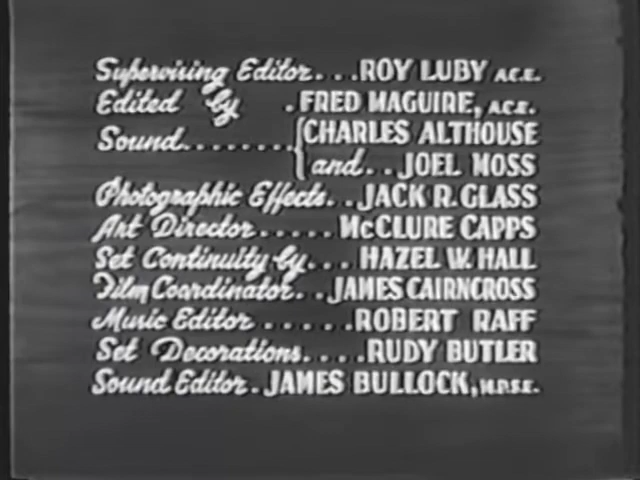 Supervising Editor...ROY LUBY A.C.E.
Edited by .FRED MAGUIRE, A.C.E.
Sound........{CHARLES ALTHOUSE
and..JOEL MOSS
Photographic Effects..JACK R. GLASS
Art Director.....McCLURE CAPPS
Set Continuity by...HAZEL W. HALL
Film Coordinator..JAMES CAIRNCROSS
Music Editor.....ROBERT RAFF
Set Decorations....RUDY BUTLER
Sound Editor.JAMES BULLOCK, M.P.S.E.